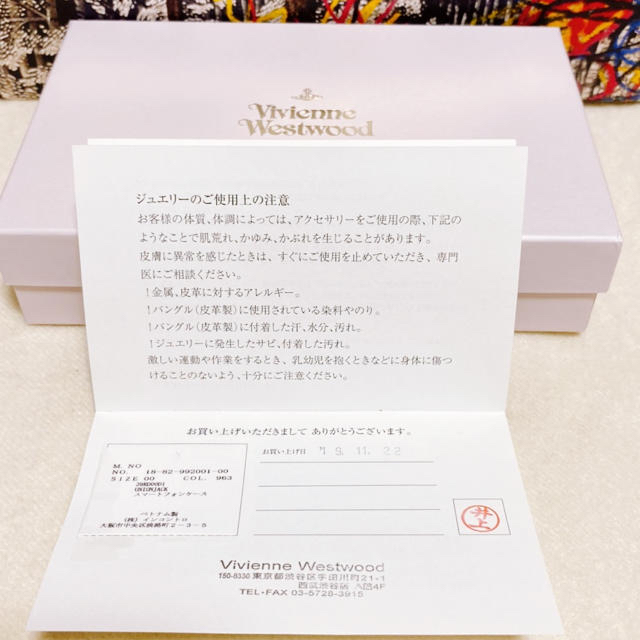 Vivienne
Westwood
ジュエリーのご使用上の注意
お客様の体質、体調によっては、アクセサリーをご使用の際、下記の
ようなことで肌荒れ、かゆみ、かぶれを生じることがあります。
皮膚に異常を感じたときは、すぐにご使用を止めていただき、専門
医にご相談ください。
！金属、皮革に対するアレルギー。
！バングル（皮革製）に使用されている染料やのり。
！バングル（皮革製）に付着した汗、水分、汚れ。
！ジュエリーに発生したサビ、付着した汚れ。
激しい運動や作業をするとき、乳幼児を抱くときなどに身体に傷つ
けることのないよう、十分にご注意ください。
お買い上げいただきまして ありがとうございます。
お買い上げ日 '19.11.22
M. NO
NO. 18-82-992001-00
SIZE 00 COL. 963
UNIONJACK
スマートフォンケース
ベトナム製
(株) インコントロ
大阪市中央区淡路町2-3-5
井上
Vivienne Westwood
150-8330 東京都渋谷区宇田川町21-1
西武渋谷店 A館4F
TEL・FAX 03-5728-3915